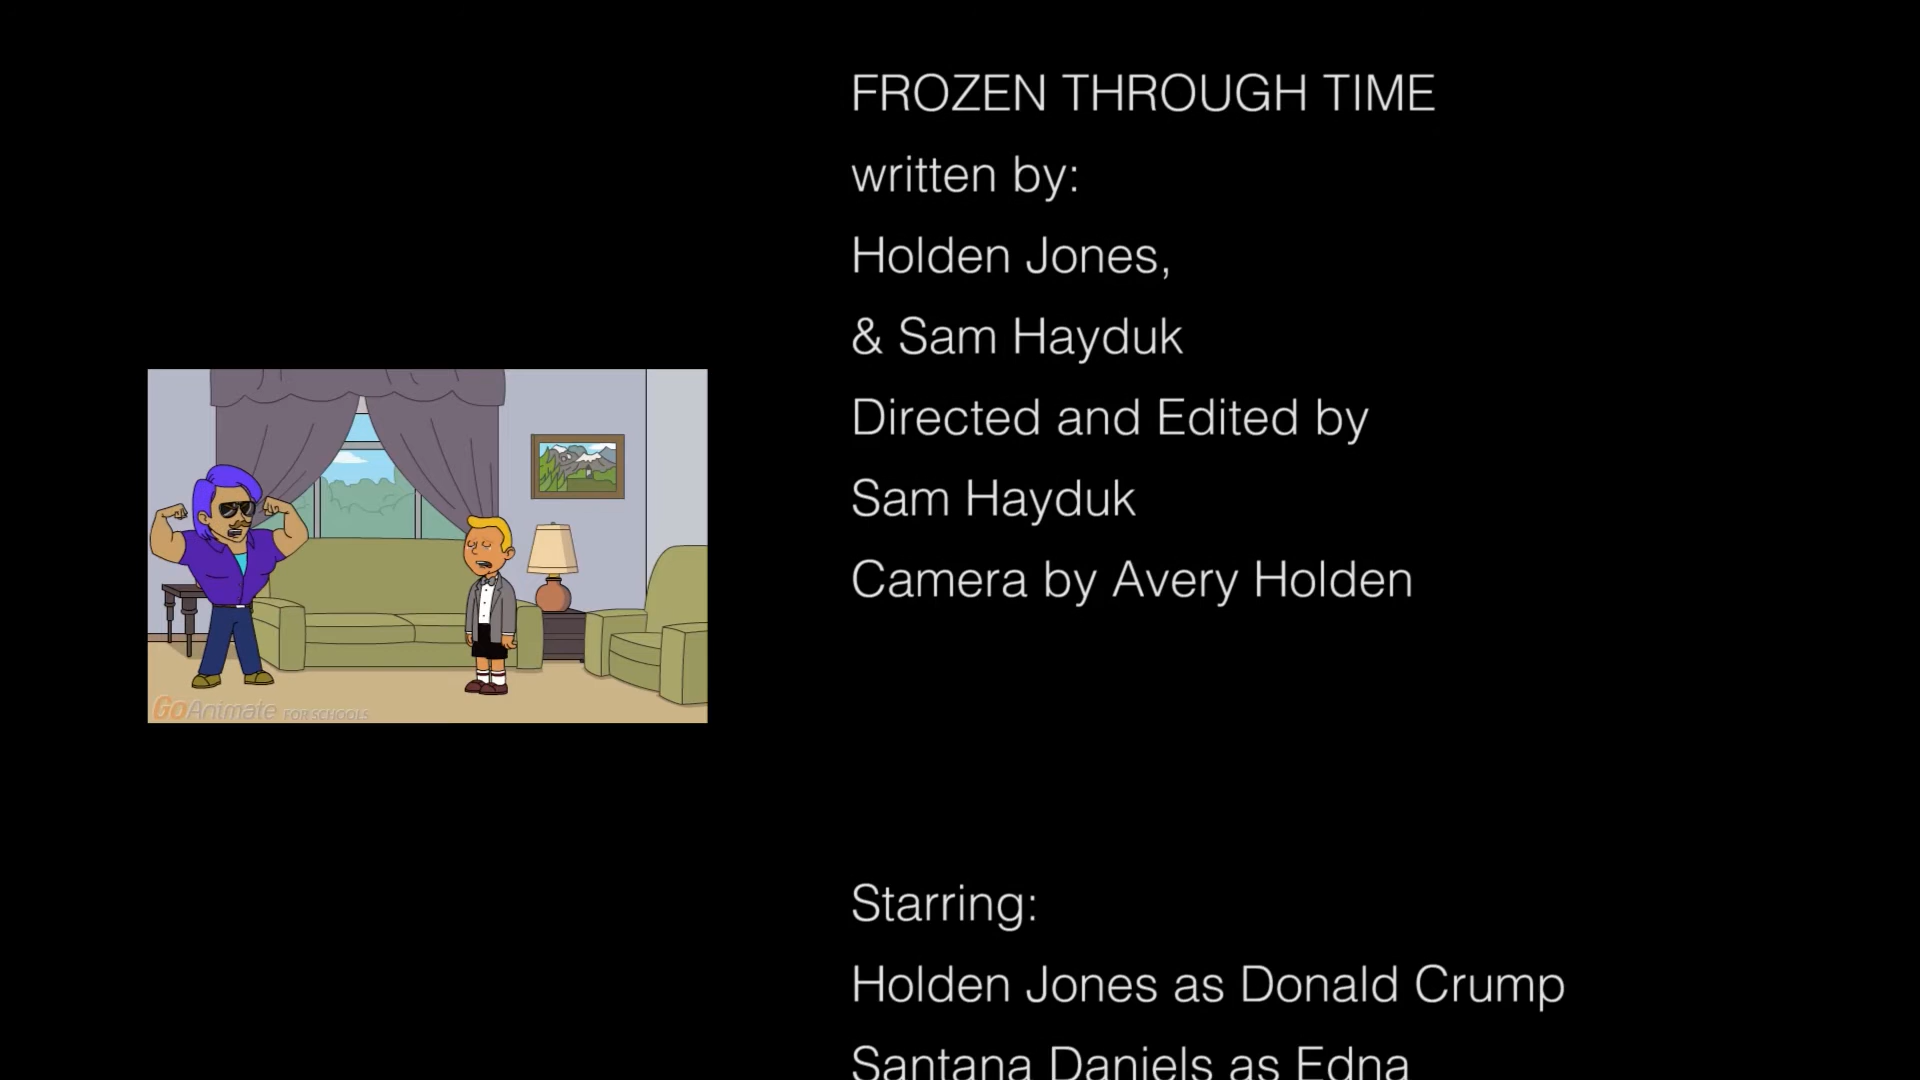 FROZEN THROUGH TIME
written by:
Holden Jones,
& Sam Hayduk
Directed and Edited by
Sam Hayduk
Camera by Avery Holden
GoAnimate FOR SCHOOLS
Starring:
Holden Jones as Donald Crump
Santana Daniels as Edna